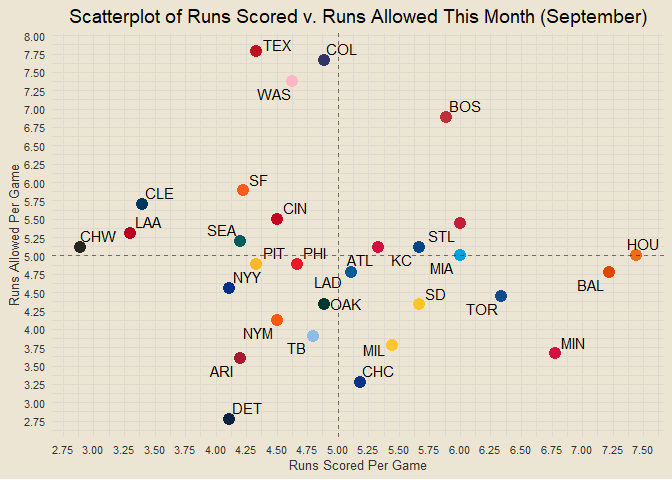 Scatterplot of Runs Scored v. Runs Allowed This Month (September)
8.00
7.75
7.50
7.25
7.00
6.75
6.50
6.25
6.00
5.75
5.50
5.25
5.00
4.75
4.50
4.25
4.00
3.75
3.50
3.25
3.00
2.75
Runs Allowed Per Game
TEX
COL
WAS
BOS
SF
CLE
CIN
LAA
SEA
CHW
STL
HOU
PIT
PHI
ATL
KC
MIA
NYY
LAD
BAL
OAK
SD
TOR
NYM
TB
MIL
MIN
ARI
CHC
DET
2.75 3.00 3.25 3.50 3.75 4.00 4.25 4.50 4.75 5.00 5.25 5.50 5.75 6.00 6.25 6.50 6.75 7.00 7.25 7.50
Runs Scored Per Game